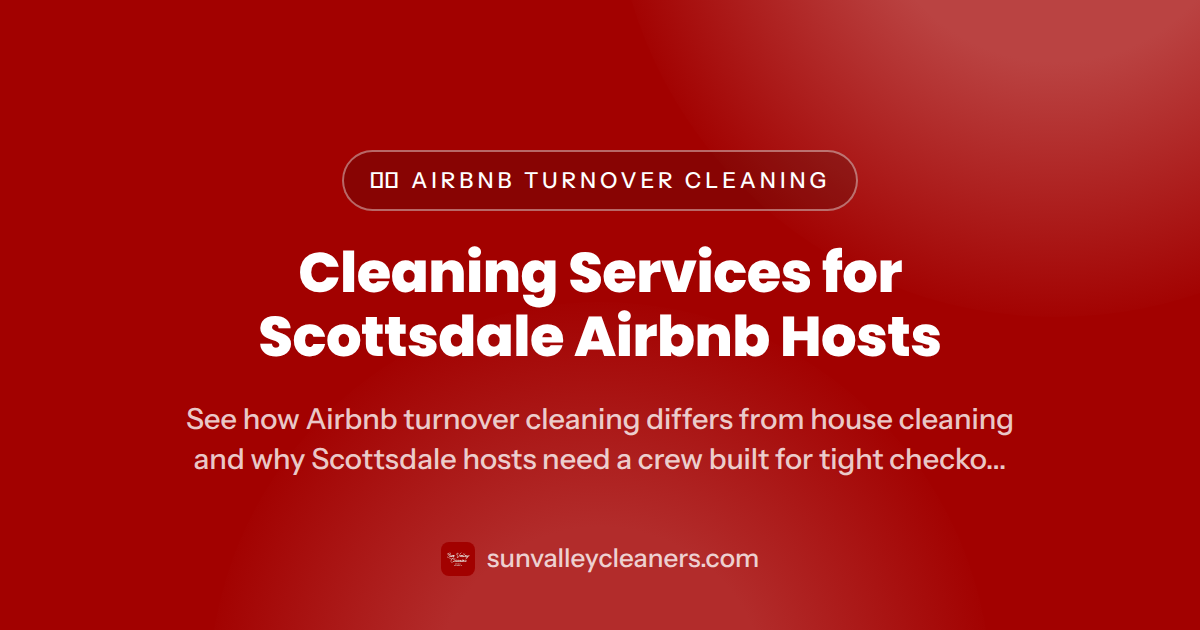 AIRBNB TURNOVER CLEANING
Cleaning Services for
Scottsdale Airbnb Hosts
See how Airbnb turnover cleaning differs from house cleaning
and why Scottsdale hosts need a crew built for tight checko...
sunvalleycleaners.com